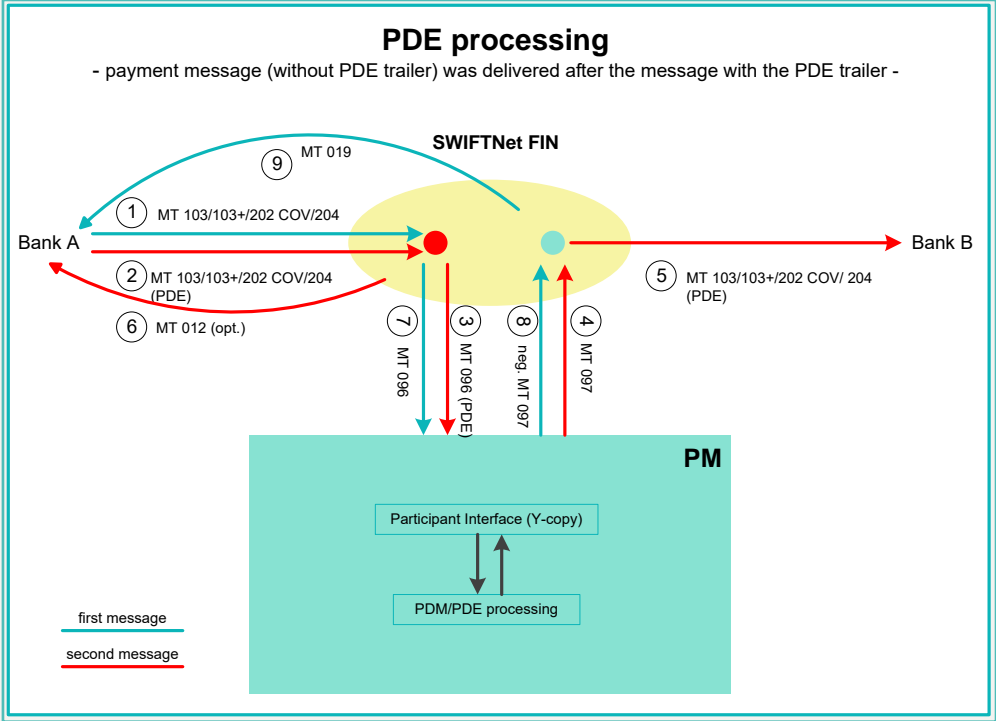 PDE processing
- payment message (without PDE trailer) was delivered after the message with the PDE trailer -
SWIFTNet FIN
9 MT 019
1 MT 103/103+/202 COV/204
Bank A
Bank B
2 MT 103/103+/202 COV/204
(PDE)
5 MT 103/103+/202 COV/ 204
(PDE)
6 MT 012 (opt.)
7 MT 096
3 MT 096 (PDE)
8 neg. MT 097
4 MT 097
PM
Participant Interface (Y-copy)
PDM/PDE processing
first message
second message